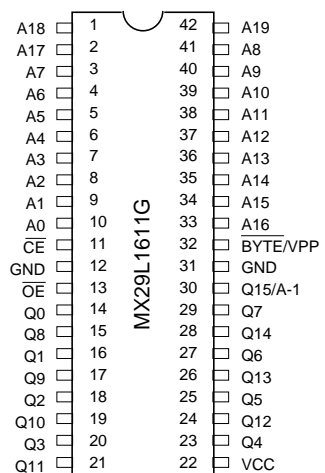 A18 1 42 A19
A17 2 41 A8
A7 3 40 A9
A6 4 39 A10
A5 5 38 A11
A4 6 37 A12
A3 7 36 A13
A2 8 35 A14
A1 9 34 A15
A0 10 33 A16
CE 11 32 BYTE/VPP
GND 12 31 GND
OE 13 30 Q15/A-1
Q0 14 29 Q7
Q8 15 28 Q14
Q1 16 27 Q6
Q9 17 26 Q13
Q2 18 25 Q5
Q10 19 24 Q12
Q3 20 23 Q4
Q11 21 22 VCC
MX29L1611G